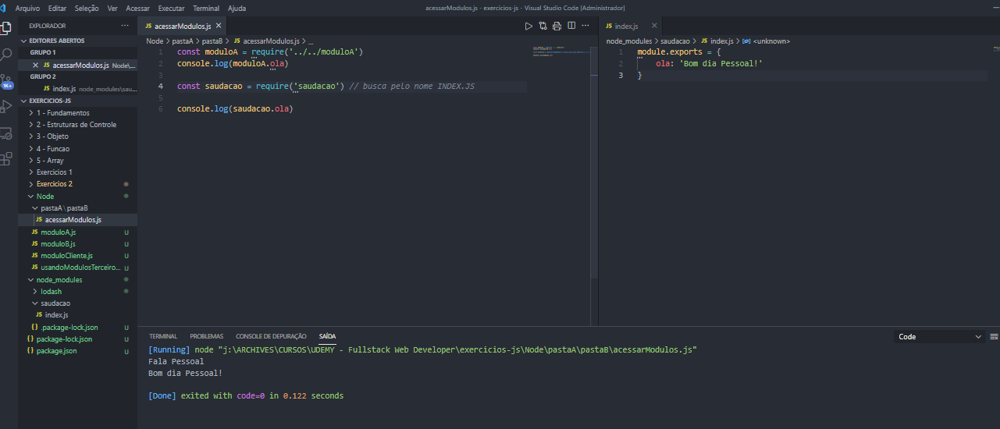 Arquivo Editar Seleção Ver Acessar Executar Terminal Ajuda
acessarModulos.js - exercicios-js - Visual Studio Code [Administrador]
EXPLORADOR
EDITORES ABERTOS
GRUPO 1
JS acessarModulos.js Node\...
GRUPO 2
JS index.js node_modules\sau...
1K+
EXERCICIOS-JS
1 - Fundamentos
2 - Estruturas de Controle
3 - Objeto
4 - Funcao
5 - Array
Exercicios 1
Exercicios 2
Node
pastaA\pastaB
JS acessarModulos.js
JS moduloA.js U
JS moduloB.js U
JS moduloCliente.js U
JS usandoModulosTerceiro... U
node_modules
lodash
saudacao
JS index.js
{} .package-lock.json U
{} package-lock.json U
{} package.json U
JS acessarModulos.js
Node > pastaA > pastaB > JS acessarModulos.js > ...
1 const moduloA = require('../../moduloA')
2 console.log(moduloA.ola)
3
4 const saudacao = require('saudacao') // busca pelo nome INDEX.JS
5
6 console.log(saudacao.ola)
JS index.js
node_modules > saudacao > JS index.js > <unknown>
1 module.exports = {
2 ola: 'Bom dia Pessoal!'
3 }
TERMINAL PROBLEMAS CONSOLE DE DEPURAÇÃO SAÍDA
Code
[Running] node "j:\ARCHIVES\CURSOS\UDEMY - Fullstack Web Developer\exercicios-js\Node\pastaA\pastaB\acessarModulos.js"
Fala Pessoal
Bom dia Pessoal!
[Done] exited with code=0 in 0.122 seconds